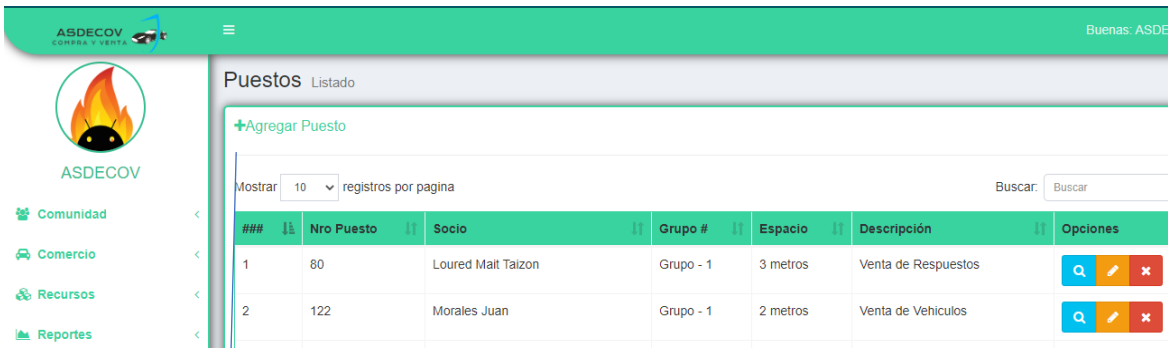 ASDECOV
COMPRA Y VENTA
Buenas: ASDE
ASDECOV
Comunidad
Comercio
Recursos
Reportes
Puestos Listado
+Agregar Puesto
Mostrar 10 registros por pagina Buscar: Buscar
### Nro Puesto Socio Grupo # Espacio Descripción Opciones
1 80 Loured Mait Taizon Grupo - 1 3 metros Venta de Respuestos
2 122 Morales Juan Grupo - 1 2 metros Venta de Vehiculos